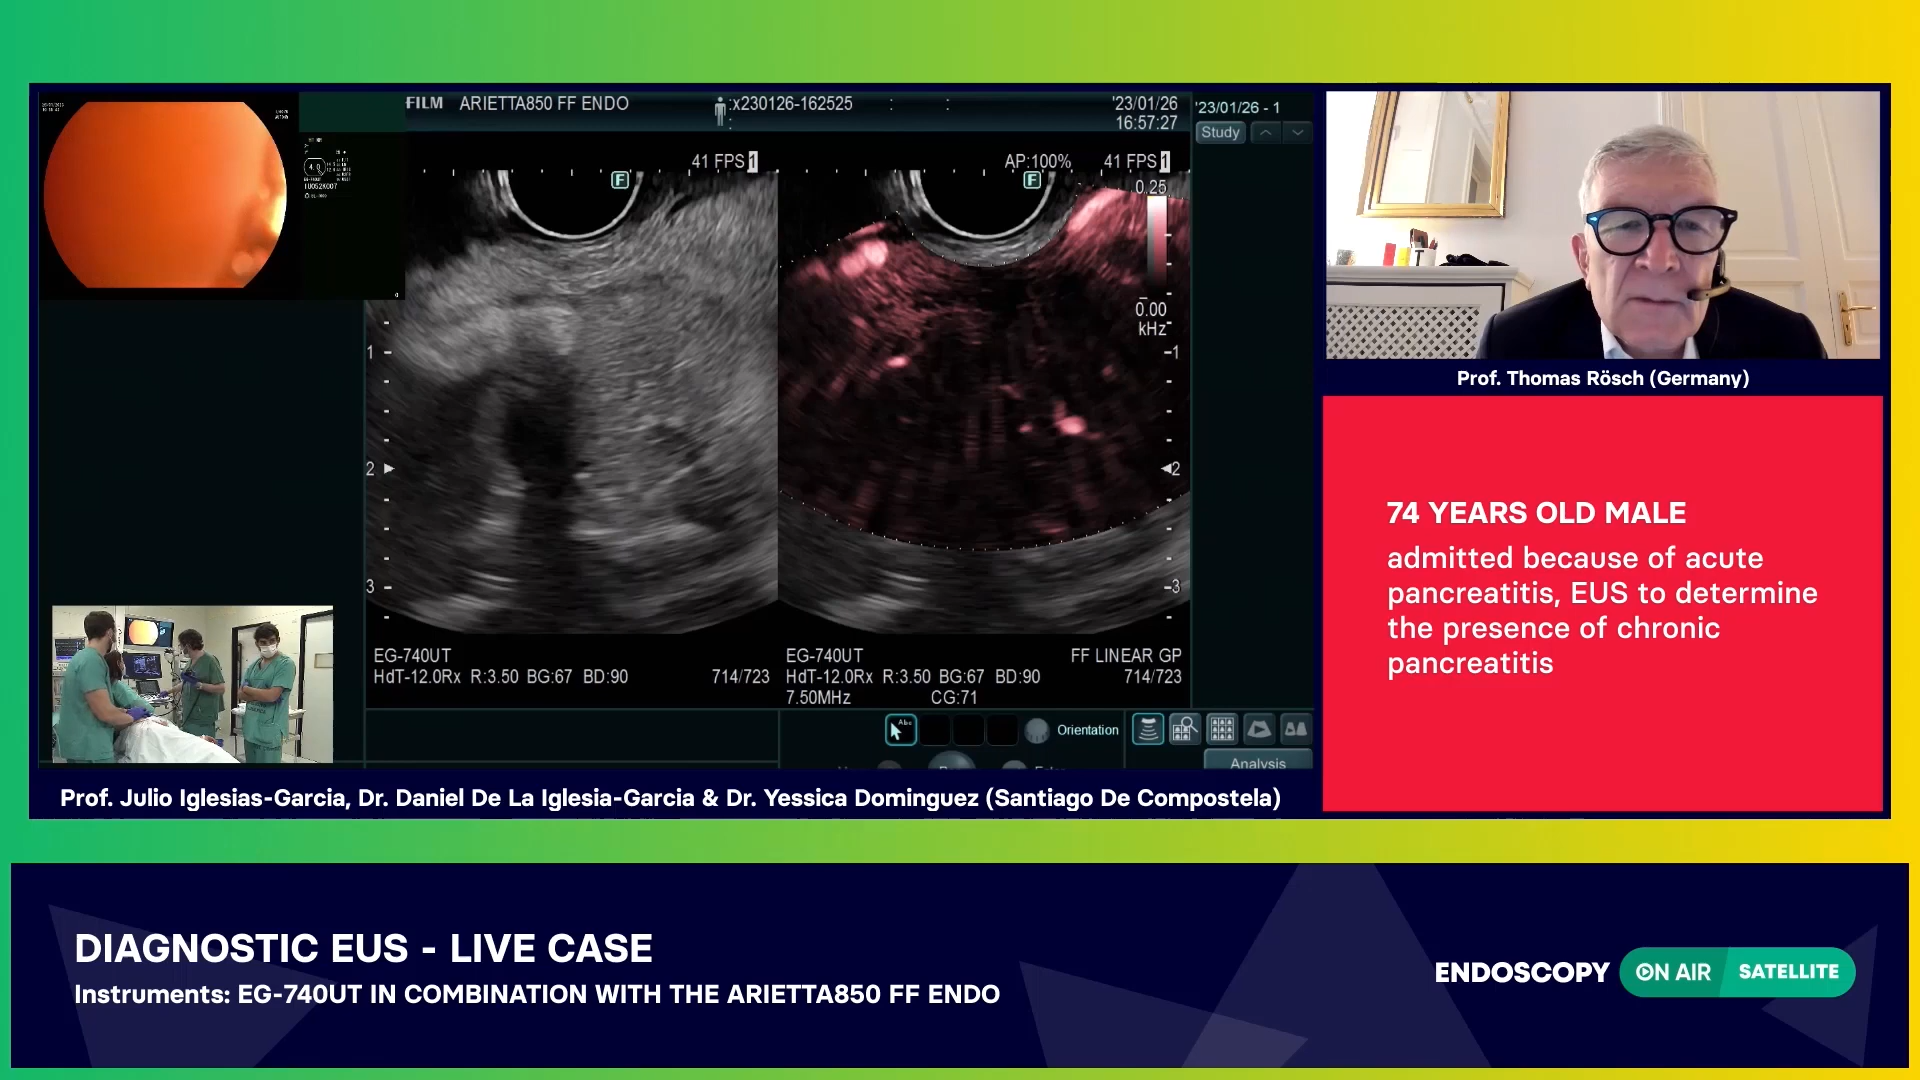 FILM ARIETTA850 FF ENDO :x230126-162525 : : '23/01/26
: 16:57:27
'23/01/26 - 1
Study
41 FPS 1
F
AP:100% 41 FPS 1
F
0.25
0.00
kHz
1
2
3
1
2
3
EG-740UT
HdT-12.0Rx R:3.50 BG:67 BD:90 714/723
EG-740UT FF LINEAR GP
HdT-12.0Rx R:3.50 BG:67 BD:90 714/723
7.50MHz CG:71
Abc
Orientation
Analysis
Prof. Julio Iglesias-Garcia, Dr. Daniel De La Iglesia-Garcia & Dr. Yessica Dominguez (Santiago De Compostela)
Prof. Thomas Rösch (Germany)
74 YEARS OLD MALE
admitted because of acute
pancreatitis, EUS to determine
the presence of chronic
pancreatitis
DIAGNOSTIC EUS - LIVE CASE
Instruments: EG-740UT IN COMBINATION WITH THE ARIETTA850 FF ENDO
ENDOSCOPY ON AIR SATELLITE